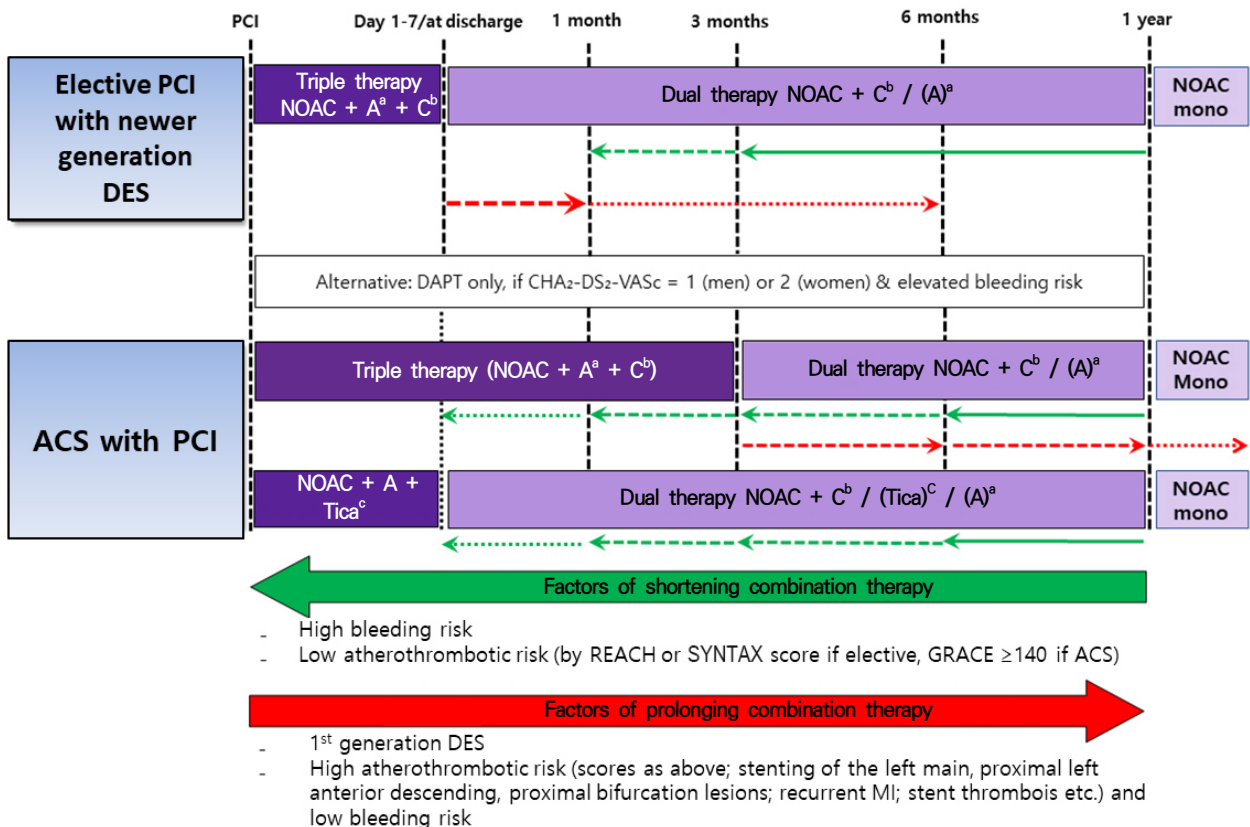 PCI Day 1-7/at discharge 1 month 3 months 6 months 1 year
Elective PCI
with newer
generation
DES
Triple therapy
NOAC + Aᵃ + Cᵇ
Dual therapy NOAC + Cᵇ / (A)ᵃ
NOAC
mono
Alternative: DAPT only, if CHA₂-DS₂-VASc = 1 (men) or 2 (women) & elevated bleeding risk
ACS with PCI
Triple therapy (NOAC + Aᵃ + Cᵇ)
Dual therapy NOAC + Cᵇ / (A)ᵃ
NOAC
Mono
NOAC + A +
Ticaᶜ
Dual therapy NOAC + Cᵇ / (Tica)ᶜ / (A)ᵃ
NOAC
mono
Factors of shortening combination therapy
- High bleeding risk
- Low atherothrombotic risk (by REACH or SYNTAX score if elective, GRACE ≥140 if ACS)
Factors of prolonging combination therapy
- 1ˢᵗ generation DES
- High atherothrombotic risk (scores as above; stenting of the left main, proximal left
anterior descending, proximal bifurcation lesions; recurrent MI; stent thrombois etc.) and
low bleeding risk